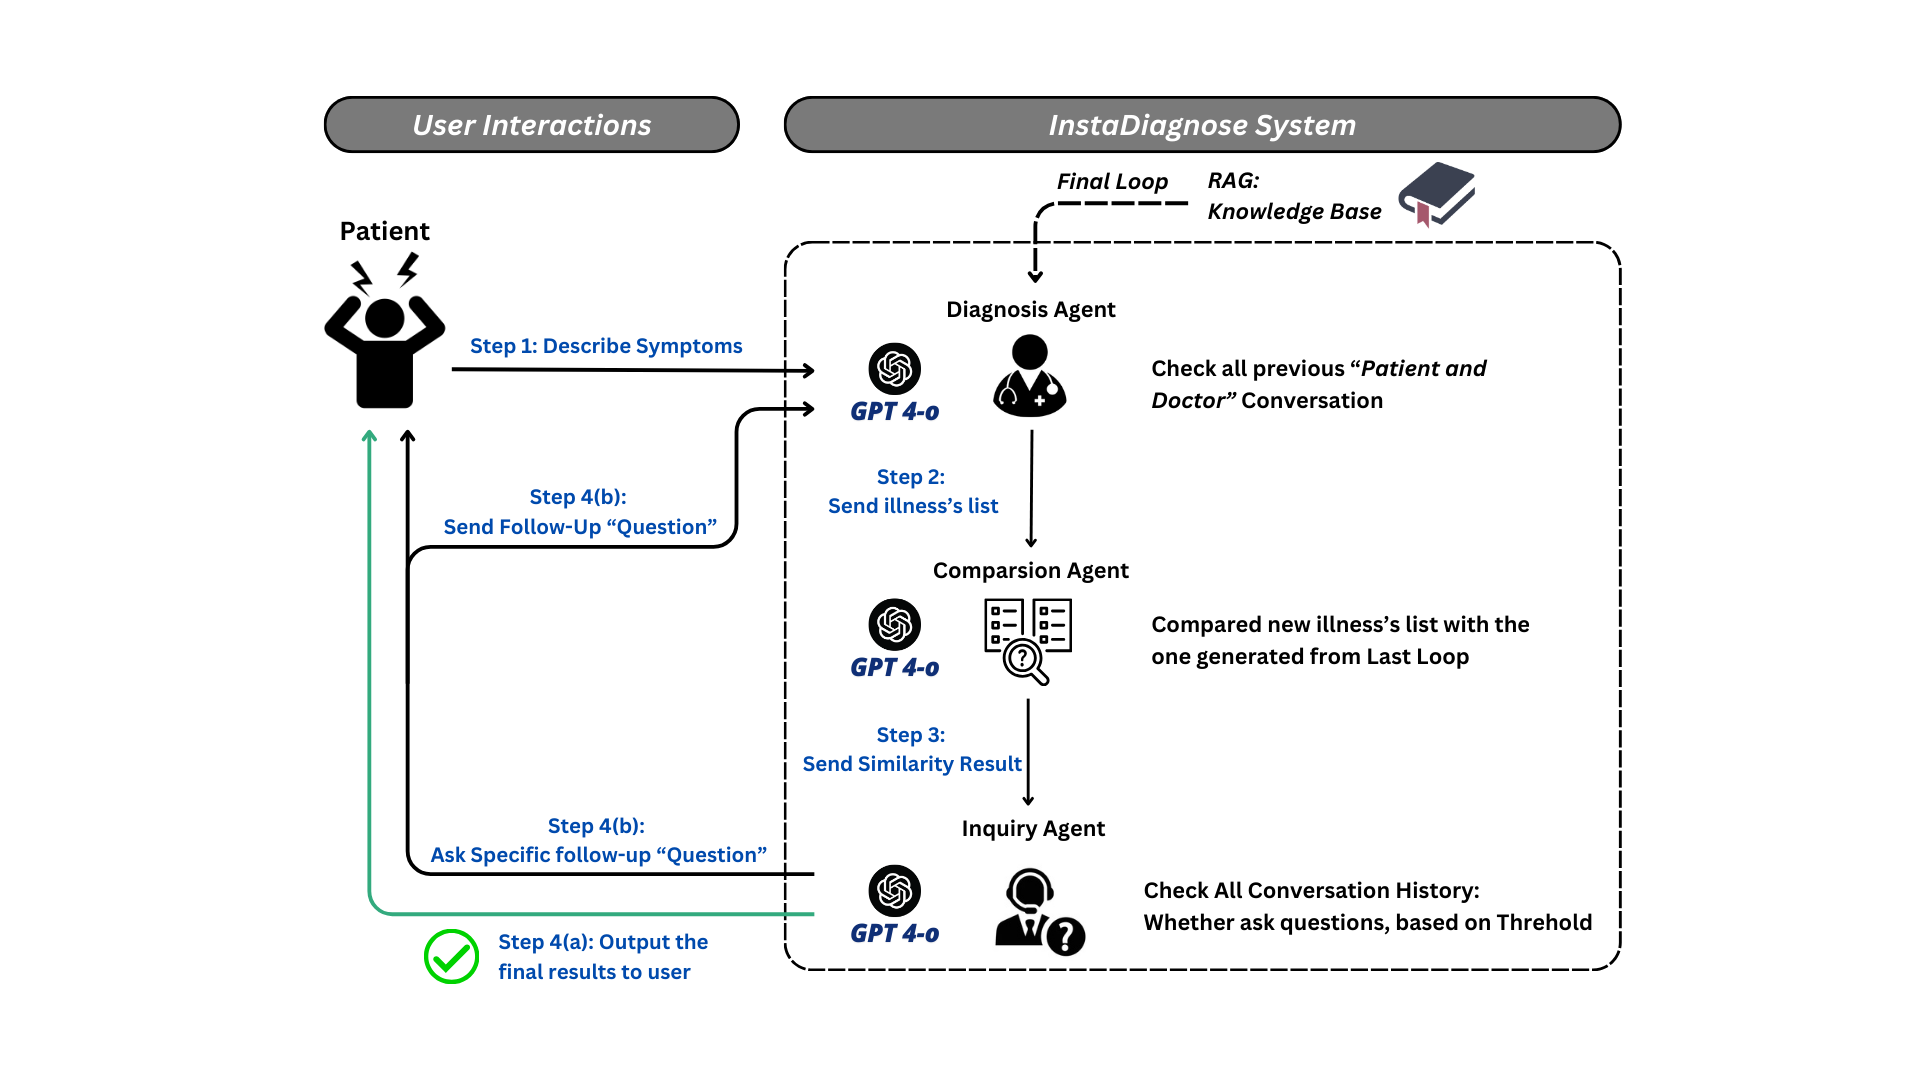 User Interactions
InstaDiagnose System
Final Loop
RAG:
Knowledge Base
Patient
Diagnosis Agent
Step 1: Describe Symptoms
GPT 4-o
Check all previous “Patient and
Doctor” Conversation
Step 2:
Send illness’s list
Step 4(b):
Send Follow-Up “Question”
Comparsion Agent
GPT 4-o
Compared new illness’s list with the
one generated from Last Loop
Step 3:
Send Similarity Result
Inquiry Agent
Step 4(b):
Ask Specific follow-up “Question”
GPT 4-o
Check All Conversation History:
Whether ask questions, based on Threhold
Step 4(a): Output the
final results to user